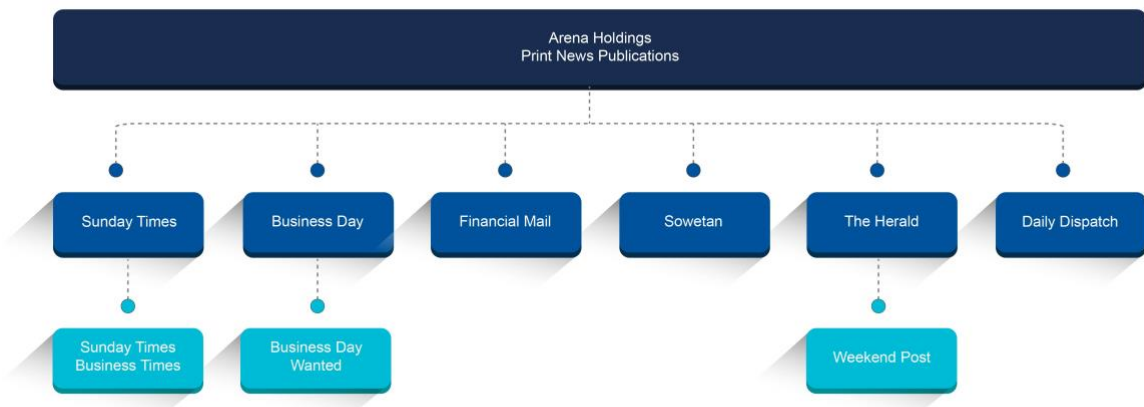 Arena Holdings
Print News Publications
Sunday Times
Business Day
Financial Mail
Sowetan
The Herald
Daily Dispatch
Sunday Times
Business Times
Business Day
Wanted
Weekend Post